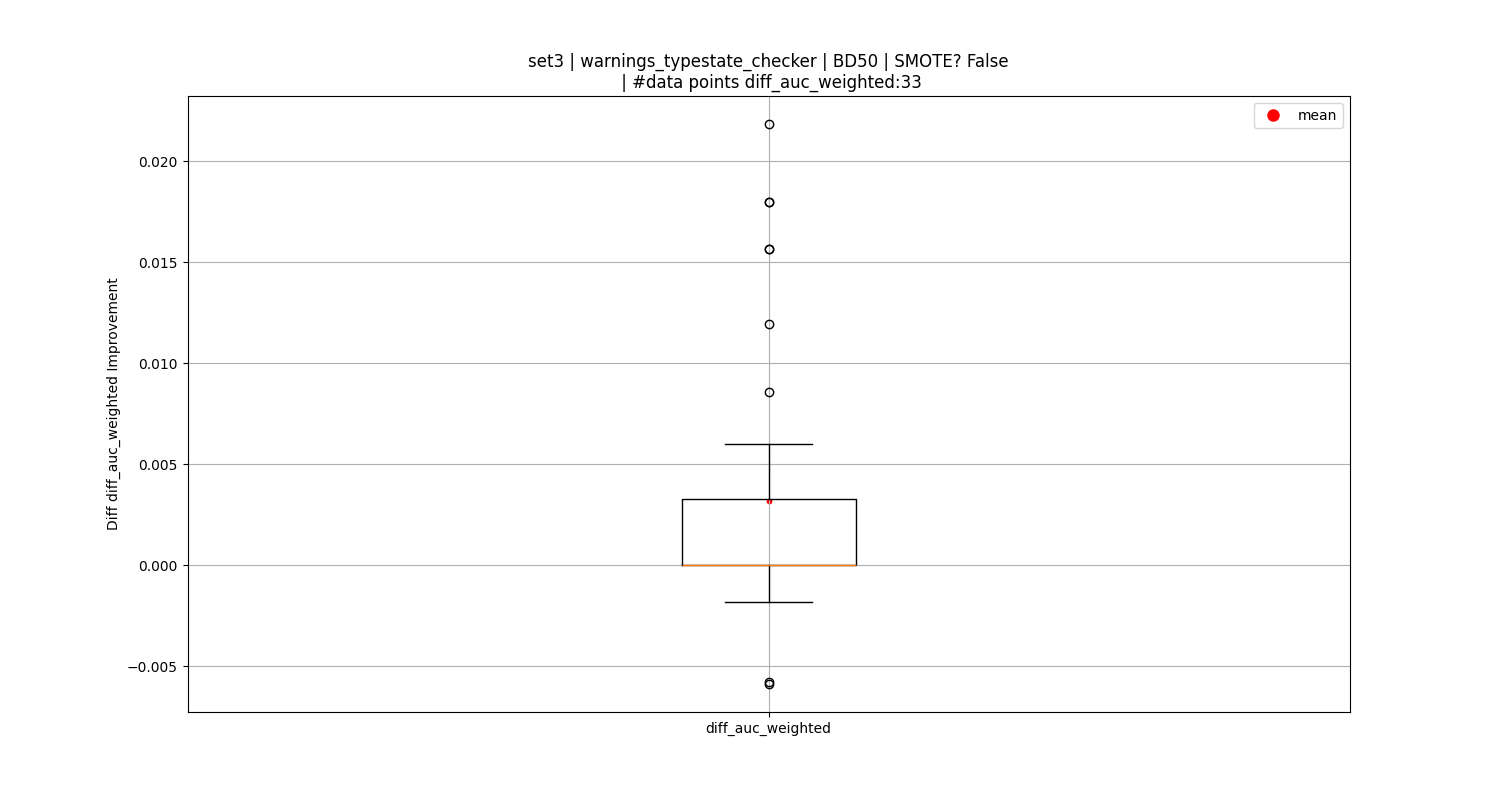 set3 | warnings_typestate_checker | BD50 | SMOTE? False
| #data points diff_auc_weighted:33
mean
0.020
0.015
0.010
0.005
0.000
−0.005
Diff diff_auc_weighted Improvement
diff_auc_weighted